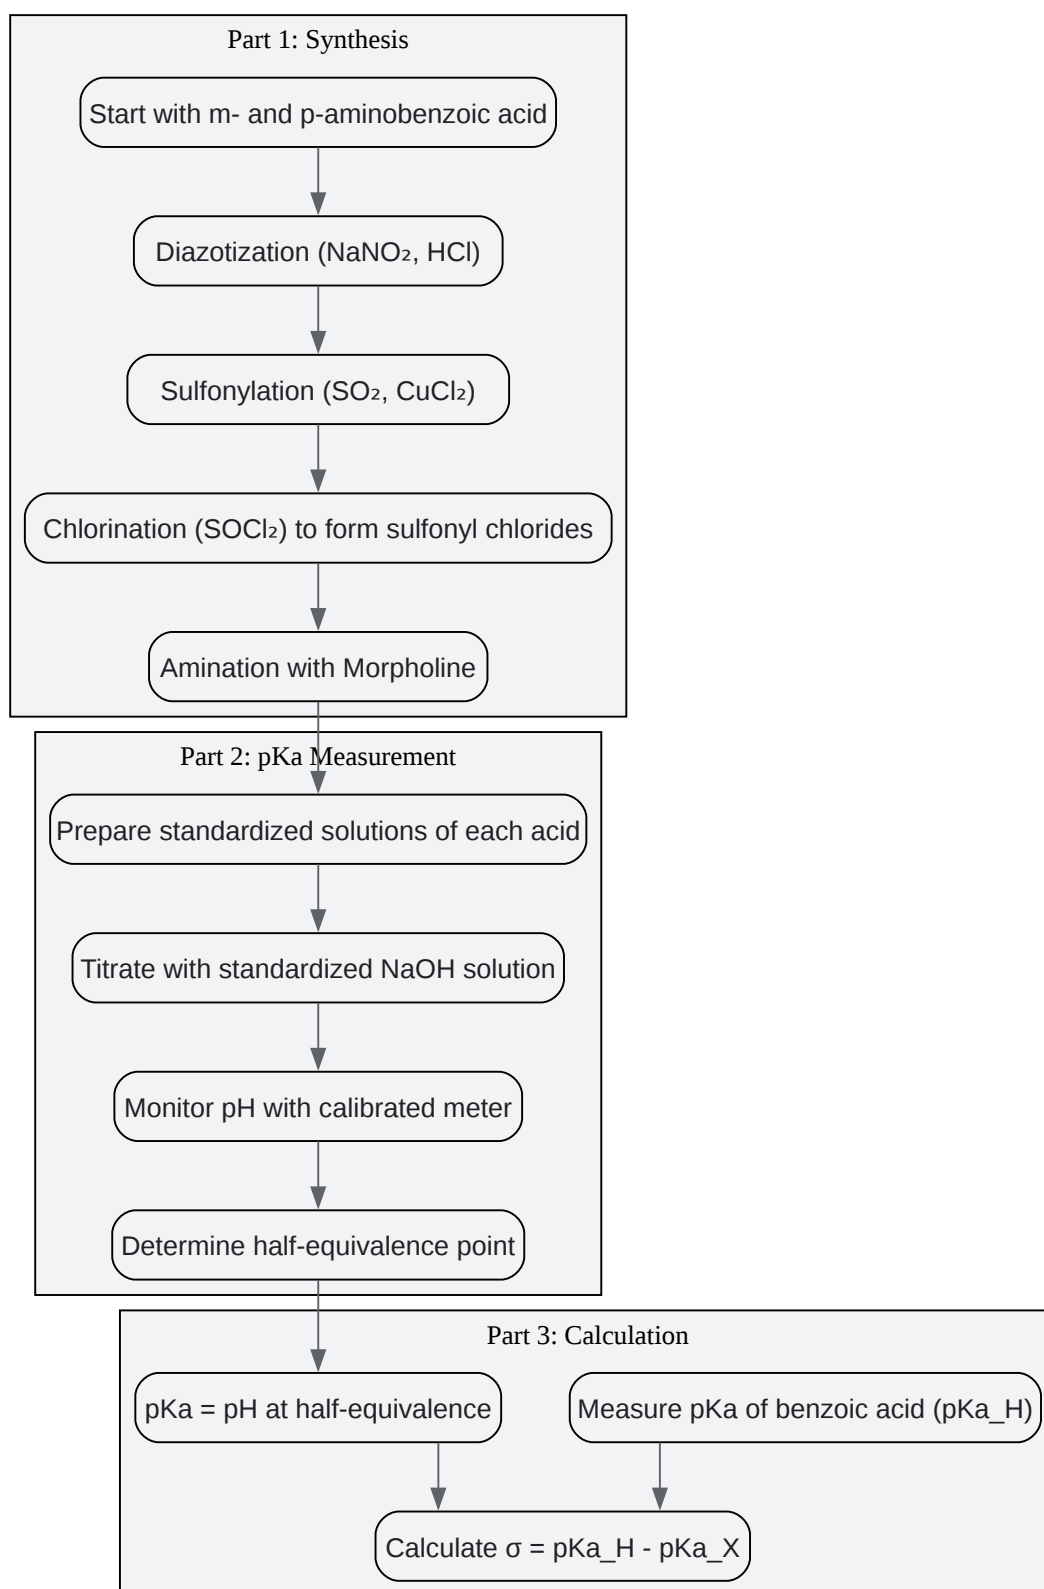 Part 1: Synthesis
Start with m- and p-aminobenzoic acid
Diazotization (NaNO₂, HCl)
Sulfonylation (SO₂, CuCl₂)
Chlorination (SOCl₂) to form sulfonyl chlorides
Amination with Morpholine
Part 2: pKa Measurement
Prepare standardized solutions of each acid
Titrate with standardized NaOH solution
Monitor pH with calibrated meter
Determine half-equivalence point
Part 3: Calculation
pKa = pH at half-equivalence
Measure pKa of benzoic acid (pKa_H)
Calculate σ = pKa_H - pKa_X